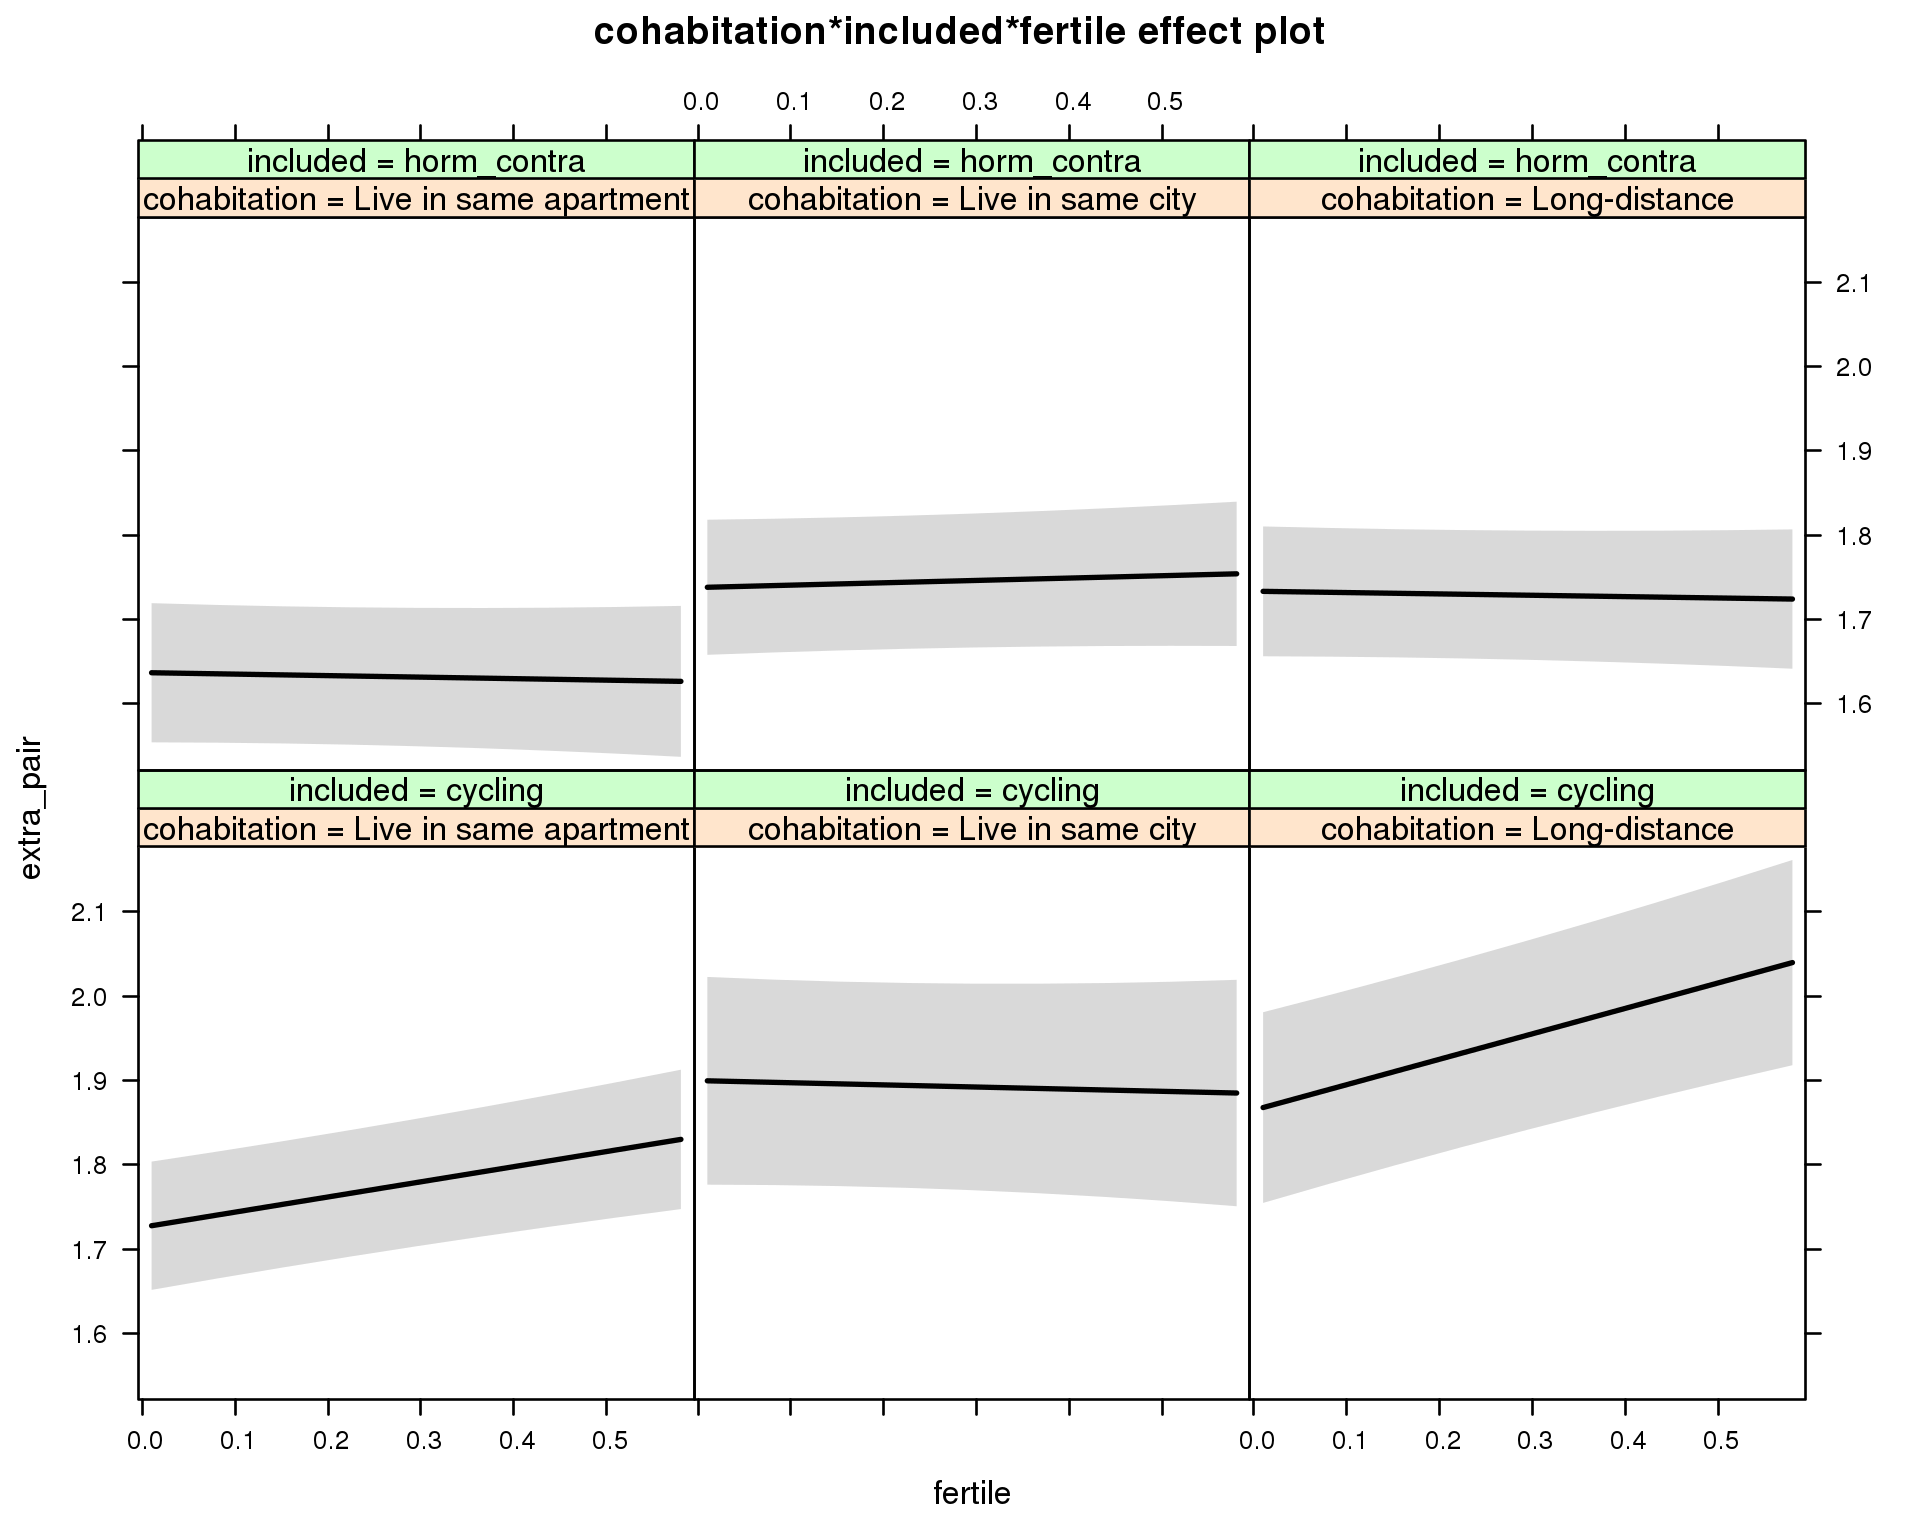 cohabitation*included*fertile effect plot
0.0 0.1 0.2 0.3 0.4 0.5
included = horm_contra included = horm_contra included = horm_contra
cohabitation = Live in same apartment cohabitation = Live in same city cohabitation = Long-distance
2.1
2.0
1.9
1.8
1.7
1.6
extra_pair
included = cycling included = cycling included = cycling
cohabitation = Live in same apartment cohabitation = Live in same city cohabitation = Long-distance
2.1
2.0
1.9
1.8
1.7
1.6
0.0 0.1 0.2 0.3 0.4 0.5 0.0 0.1 0.2 0.3 0.4 0.5
fertile